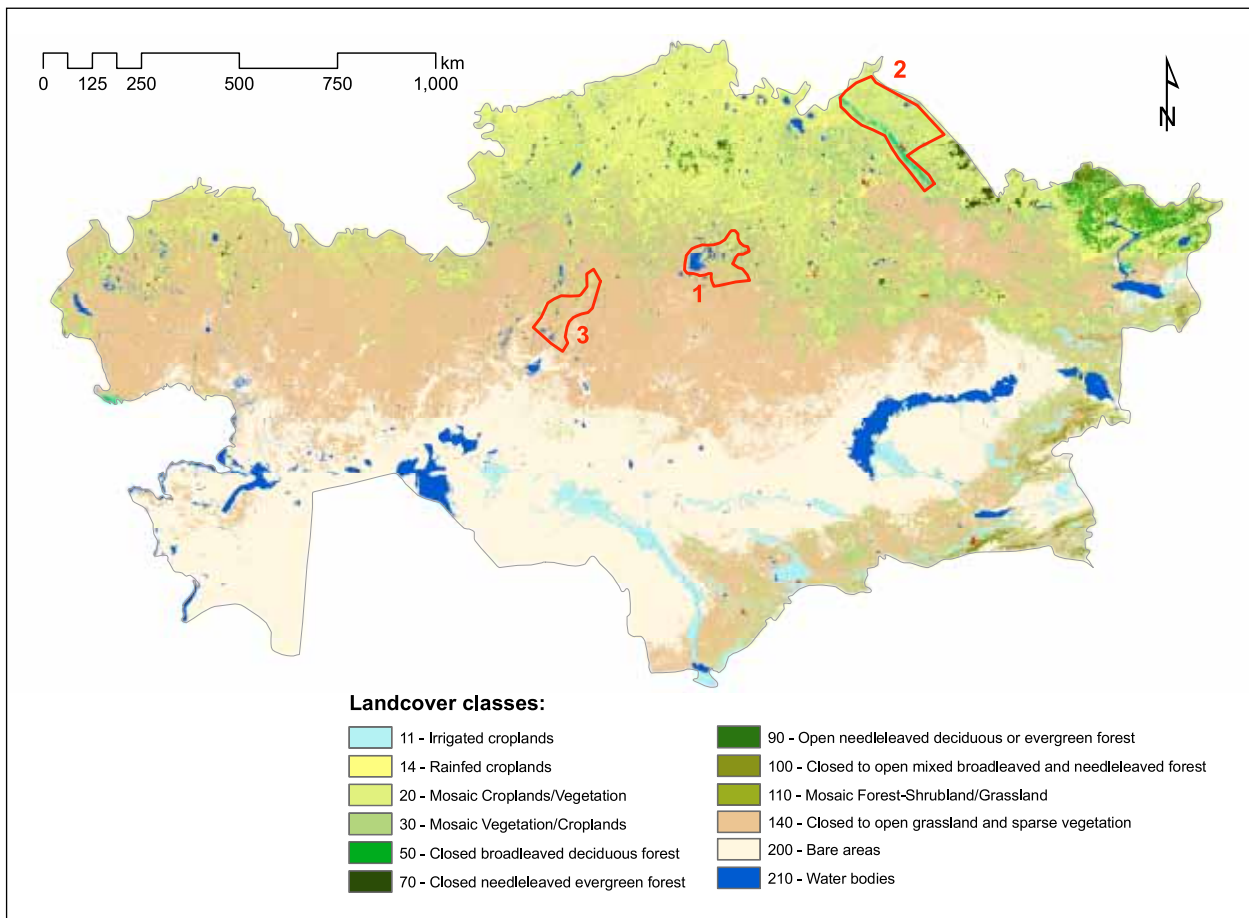 km
0 125 250 500 750 1,000
N
2
1
3
Landcover classes:
11 - Irrigated croplands
14 - Rainfed croplands
20 - Mosaic Croplands/Vegetation
30 - Mosaic Vegetation/Croplands
50 - Closed broadleaved deciduous forest
70 - Closed needleleaved evergreen forest
90 - Open needleleaved deciduous or evergreen forest
100 - Closed to open mixed broadleaved and needleleaved forest
110 - Mosaic Forest-Shrubland/Grassland
140 - Closed to open grassland and sparse vegetation
200 - Bare areas
210 - Water bodies